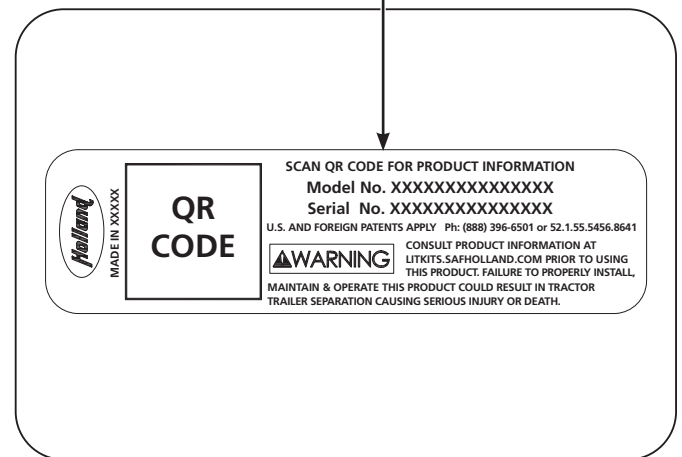 Holland
MADE IN XXXXX
QR
CODE
SCAN QR CODE FOR PRODUCT INFORMATION
Model No. XXXXXXXXXXXXXXX
Serial No. XXXXXXXXXXXXXXX
U.S. AND FOREIGN PATENTS APPLY Ph: (888) 396-6501 or 52.1.55.5456.8641
WARNING
CONSULT PRODUCT INFORMATION AT
LITKITS.SAFHOLLAND.COM PRIOR TO USING
THIS PRODUCT. FAILURE TO PROPERLY INSTALL,
MAINTAIN & OPERATE THIS PRODUCT COULD RESULT IN TRACTOR
TRAILER SEPARATION CAUSING SERIOUS INJURY OR DEATH.